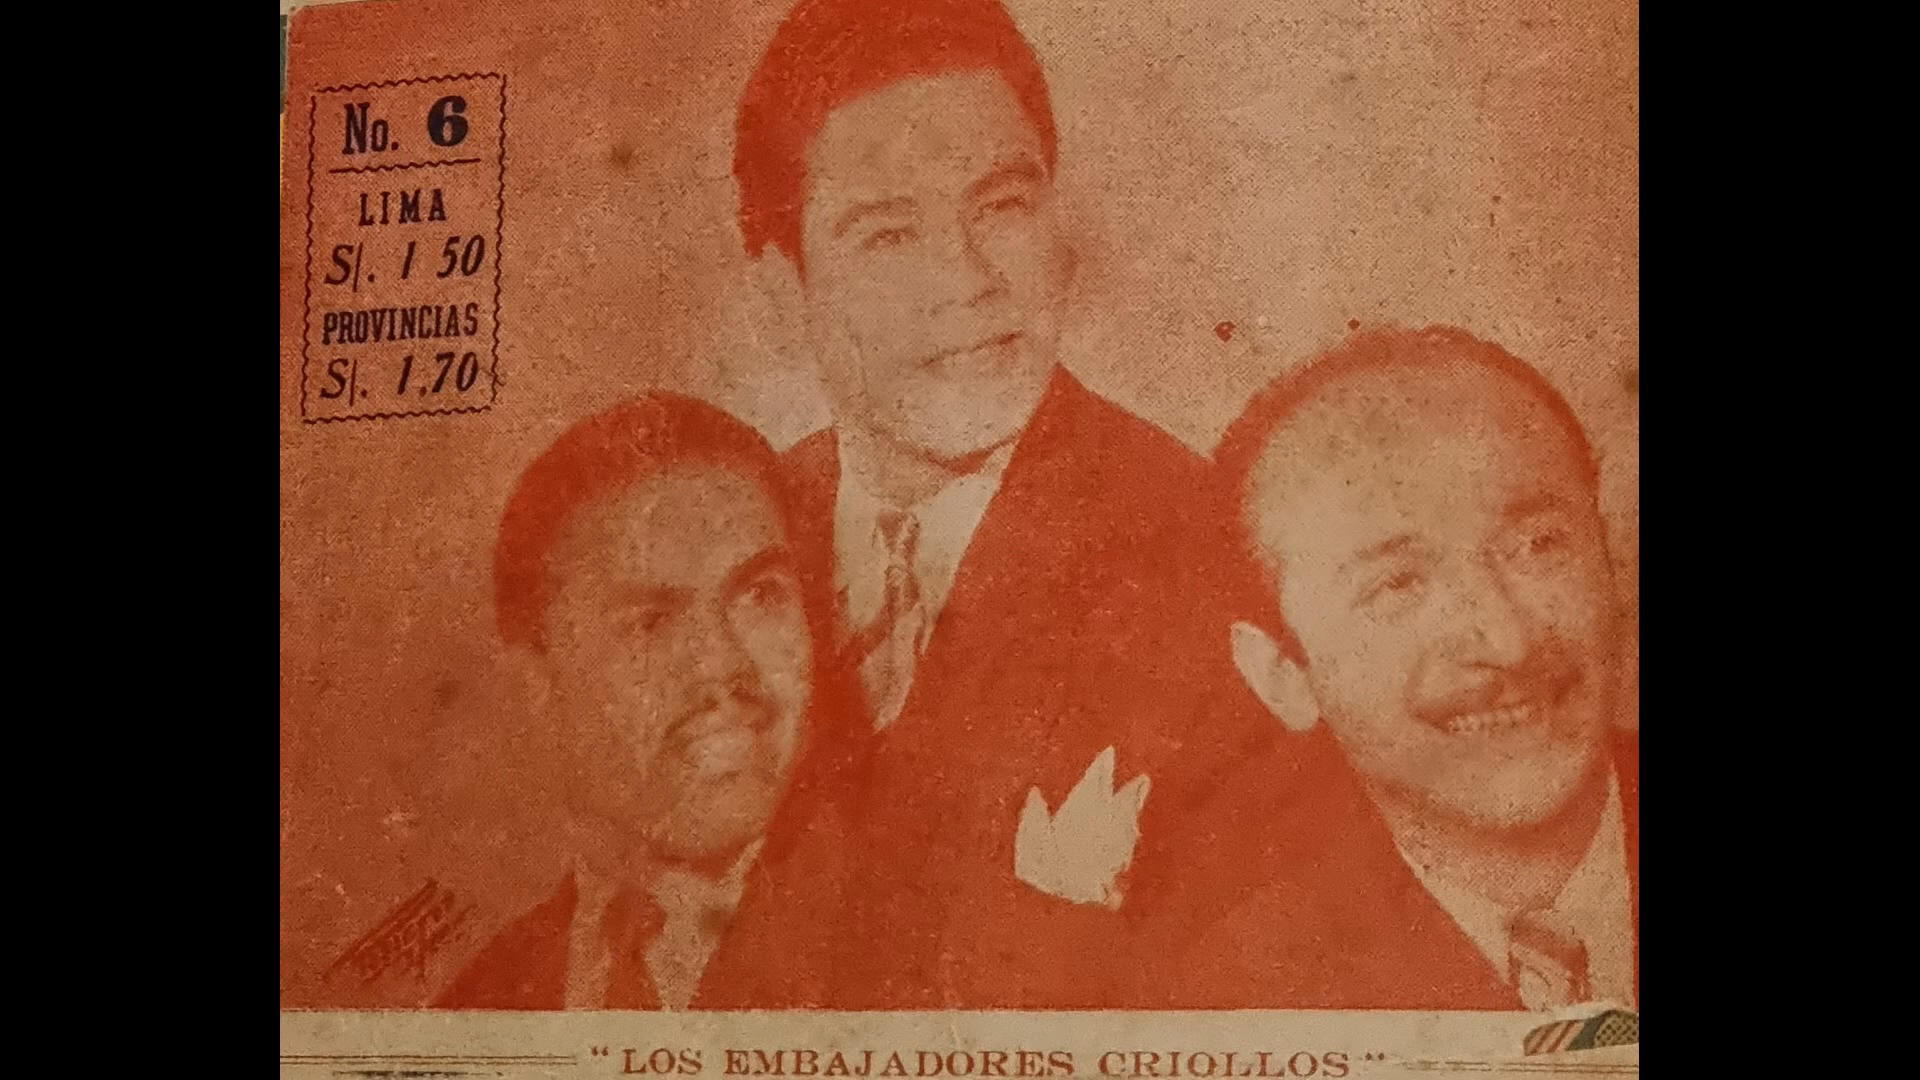 No. 6
LIMA
S/. 1 50
PROVINCIAS
S/. 1.70
"LOS EMBAJADORES CRIOLLOS"